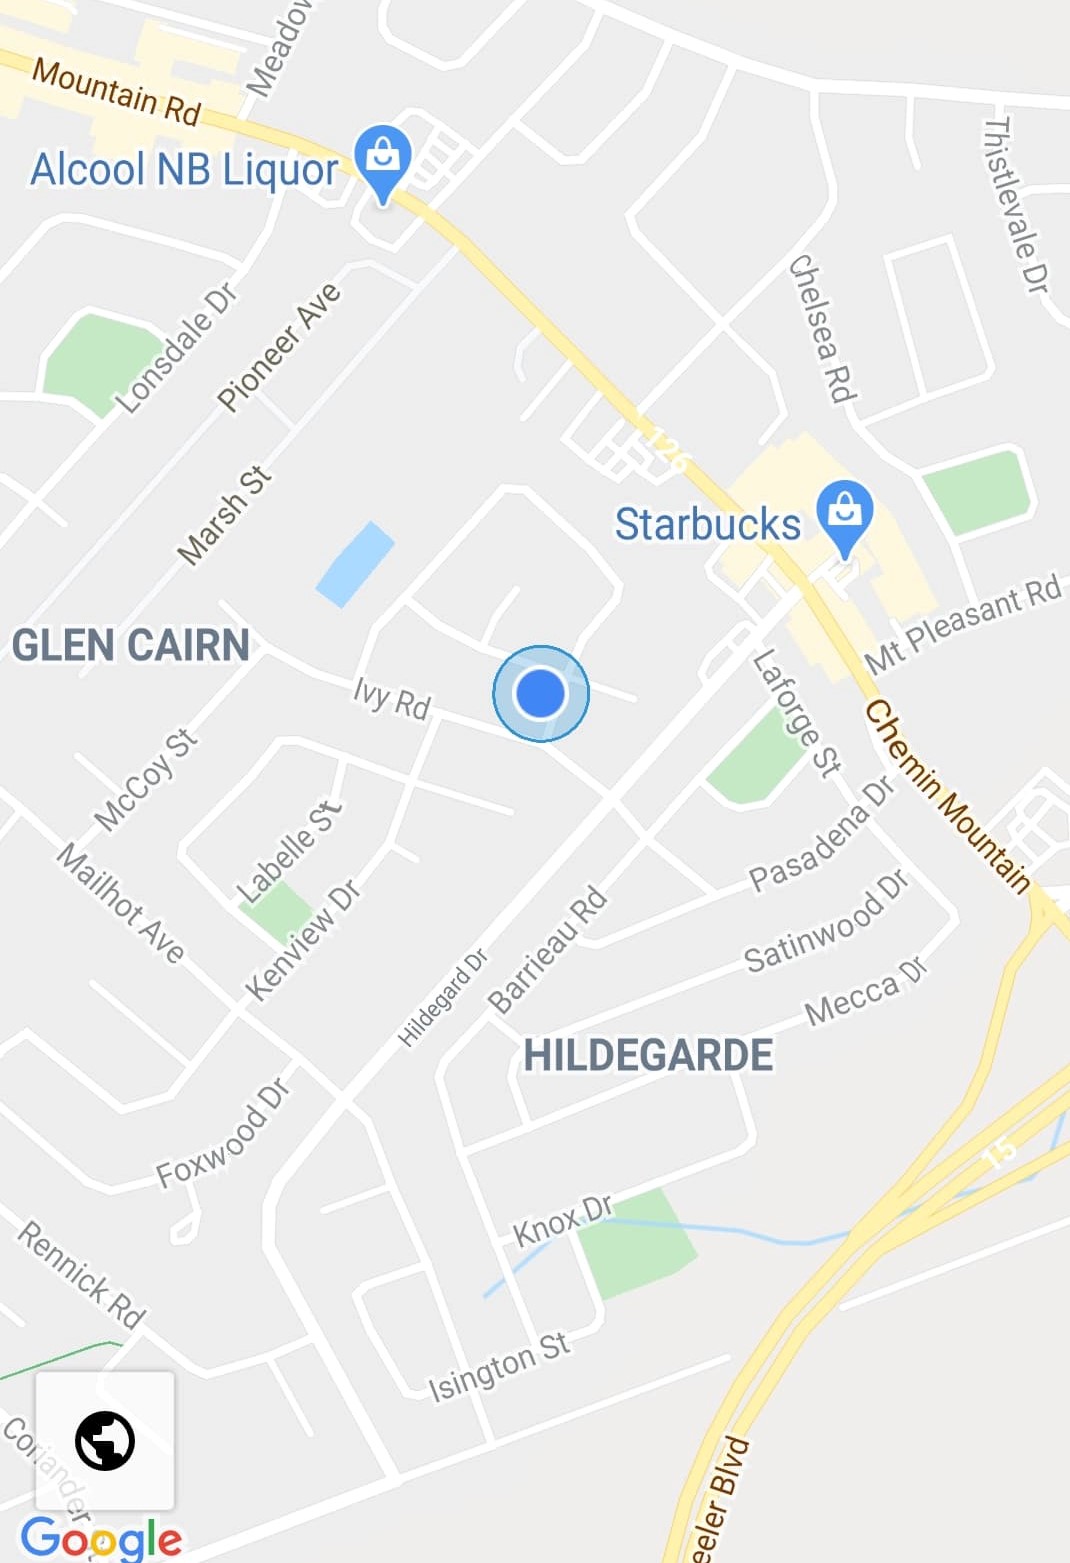 Meadow
Mountain Rd
Alcool NB Liquor
Thistlevale Dr
Lonsdale Dr
Pioneer Ave
Chelsea Rd
126
Marsh St
Starbucks
GLEN CAIRN
Mt Pleasant Rd
Ivy Rd
Laforge St
McCoy St
Chemin Mountain
Labelle St
Pasadena Dr
Mailhot Ave
Kenview Dr
Satinwood Dr
Barrieau Rd
Hildegard Dr
Mecca Dr
HILDEGARDE
Foxwood Dr
15
Knox Dr
Rennick Rd
Isington St
Coriander
eeler Blvd
Google